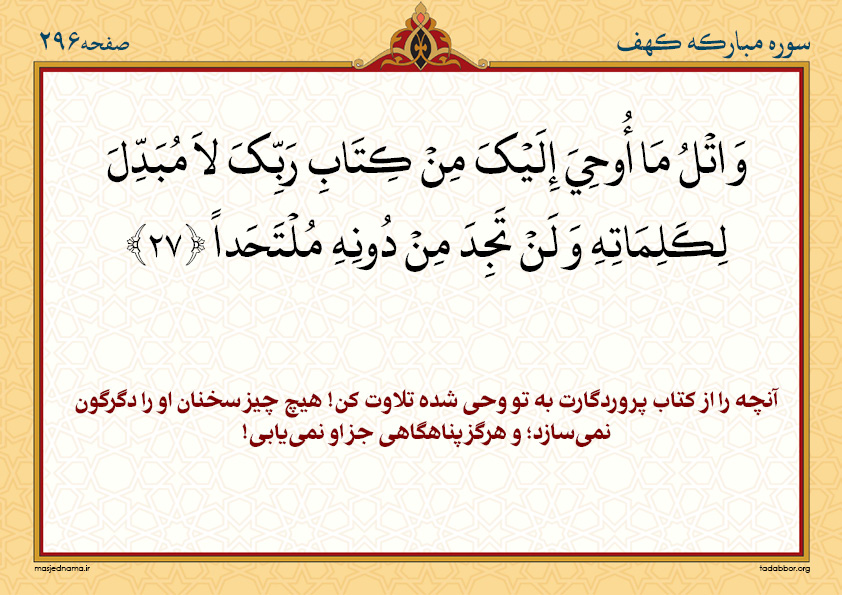 سوره مبارکه کهف
صفحه۲۹۶
وَ اتْلُ مَا أُوحِيَ إِلَيْکَ مِنْ کِتَابِ رَبِّکَ لاَ مُبَدِّلَ
لِکَلِمَاتِهِ وَ لَنْ تَجِدَ مِنْ دُونِهِ مُلْتَحَداً ﴿۲۷﴾
آنچه را از کتاب پروردگارت به تو وحی شده تلاوت کن! هیچ چیز سخنان او را دگرگون
نمی‌سازد؛ و هرگز پناهگاهی جز او نمی‌یابی!
masjednama.ir
tadabbor.org